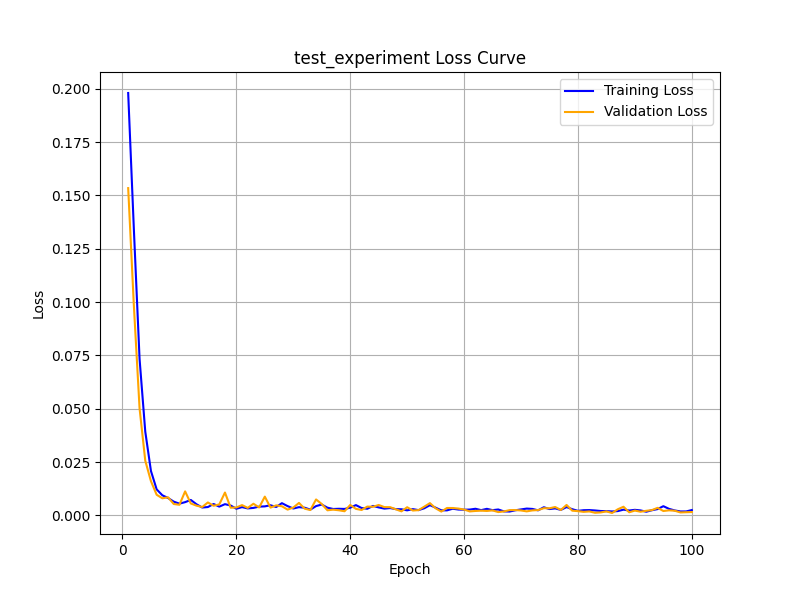 test_experiment Loss Curve
Training Loss
Validation Loss
0.200
0.175
0.150
0.125
0.100
0.075
0.050
0.025
0.000
Loss
0 20 40 60 80 100
Epoch